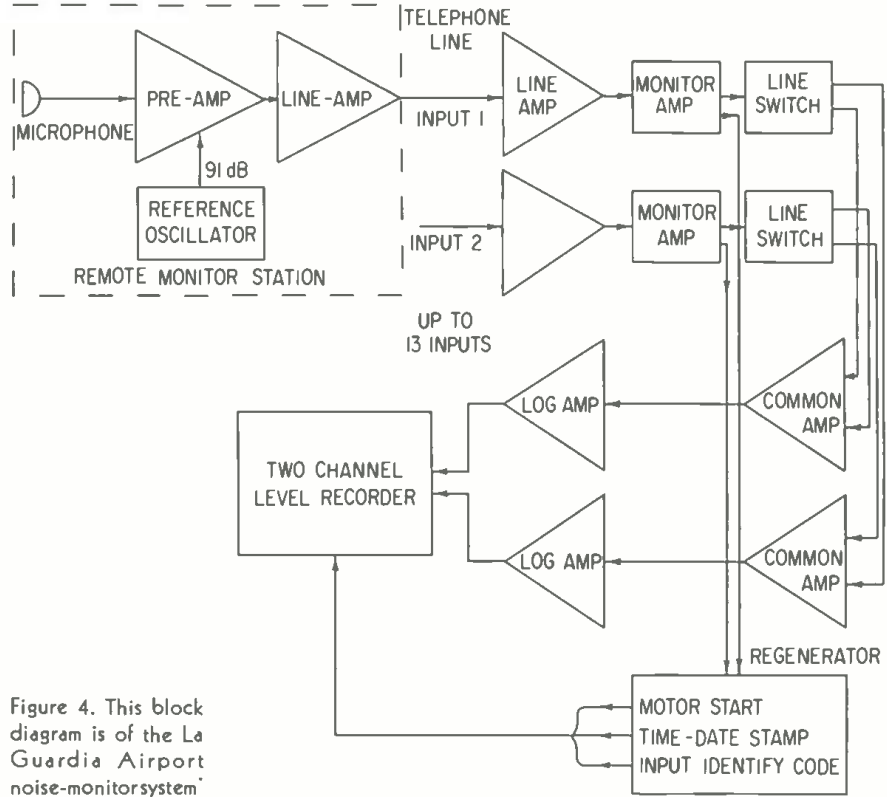 TELEPHONE
LINE
MICROPHONE
PRE-AMP
LINE-AMP
INPUT 1
LINE
AMP
MONITOR
AMP
LINE
SWITCH
91 dB
REFERENCE
OSCILLATOR
REMOTE MONITOR STATION
INPUT 2
MONITOR
AMP
LINE
SWITCH
UP TO
13 INPUTS
TWO CHANNEL
LEVEL RECORDER
LOG AMP
COMMON
AMP
LOG AMP
COMMON
AMP
REGENERATOR
MOTOR START
TIME-DATE STAMP
INPUT IDENTIFY CODE
Figure 4. This block
diagram is of the La
Guardia Airport
noise-monitorsystem